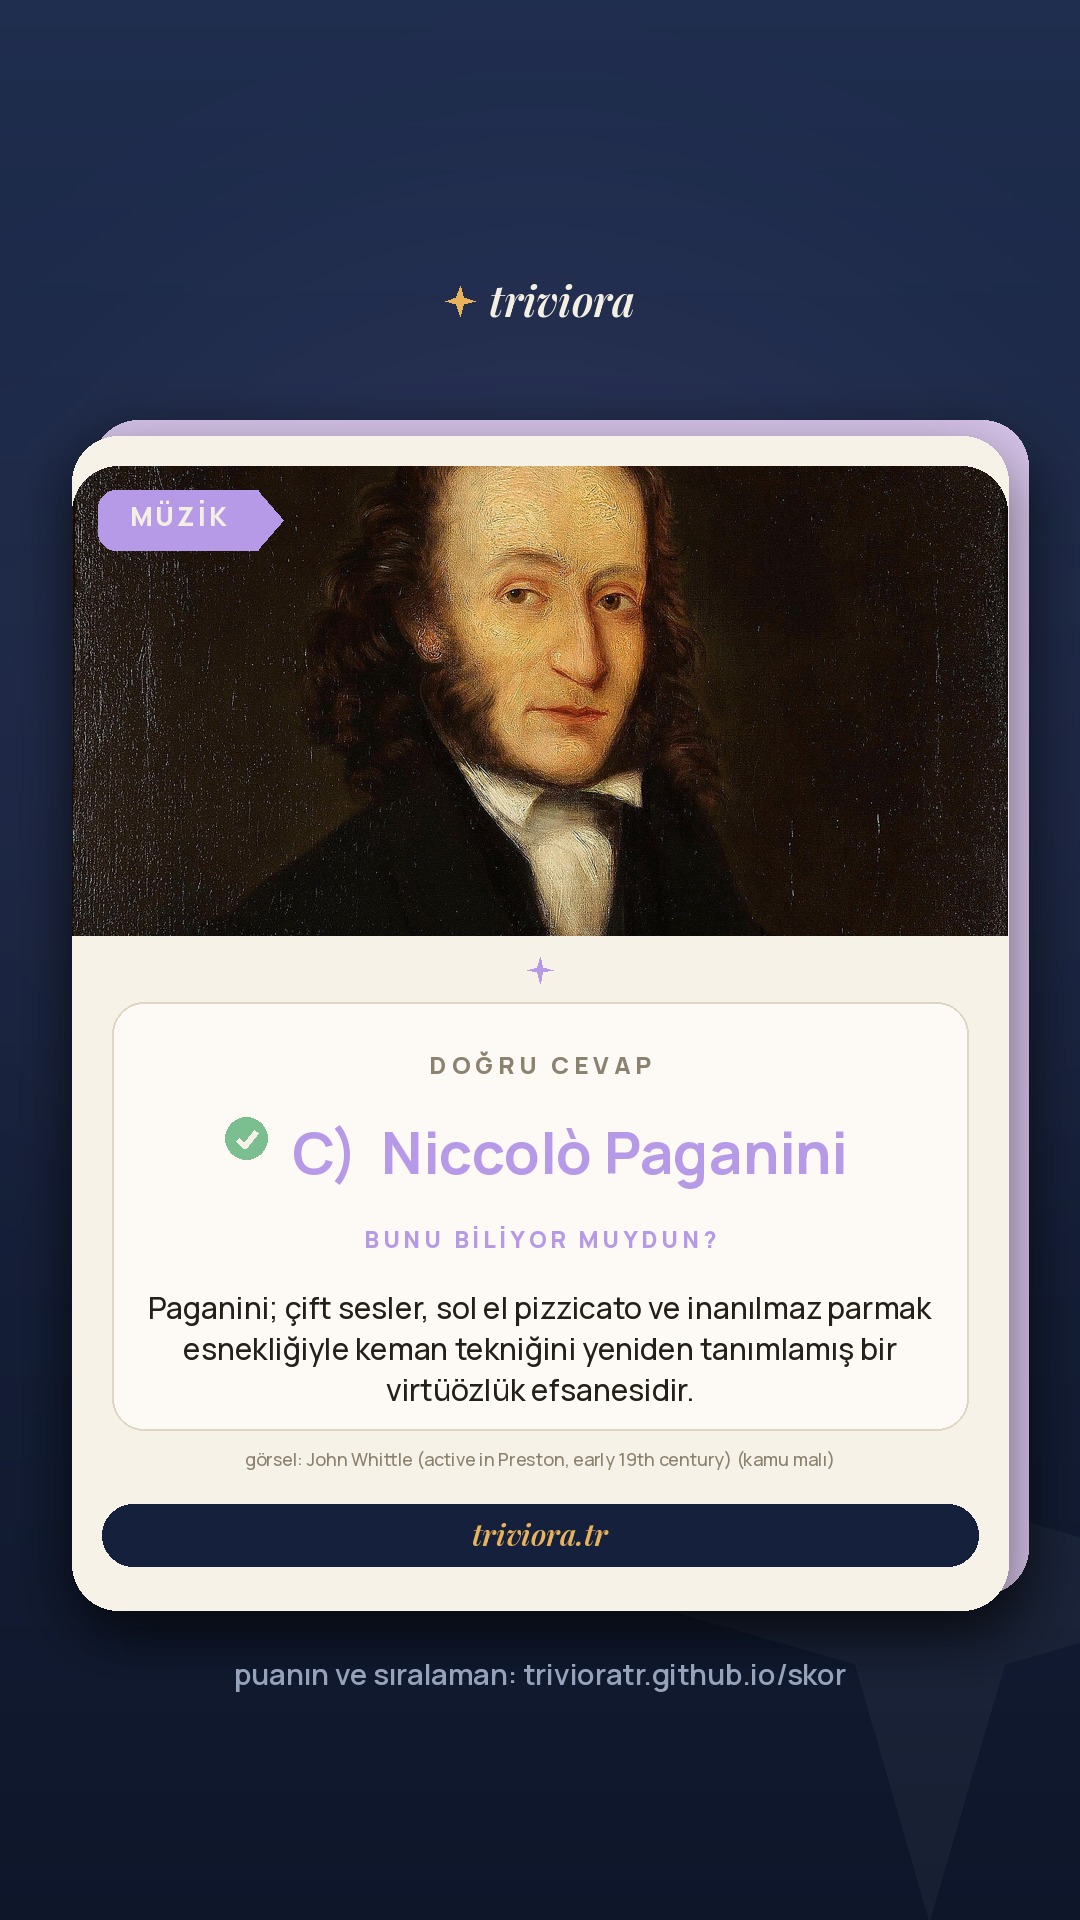 triviora
MÜZİK
DOĞRU CEVAP
C) Niccolò Paganini
BUNU BİLİYOR MUYDUN?
Paganini; çift sesler, sol el pizzicato ve inanılmaz parmak
esnekliğiyle keman tekniğini yeniden tanımlamış bir
virtüözlük efsanesidir.
görsel: John Whittle (active in Preston, early 19th century) (kamu malı)
triviora.tr
puanın ve sıralaman: trivioratr.github.io/skor